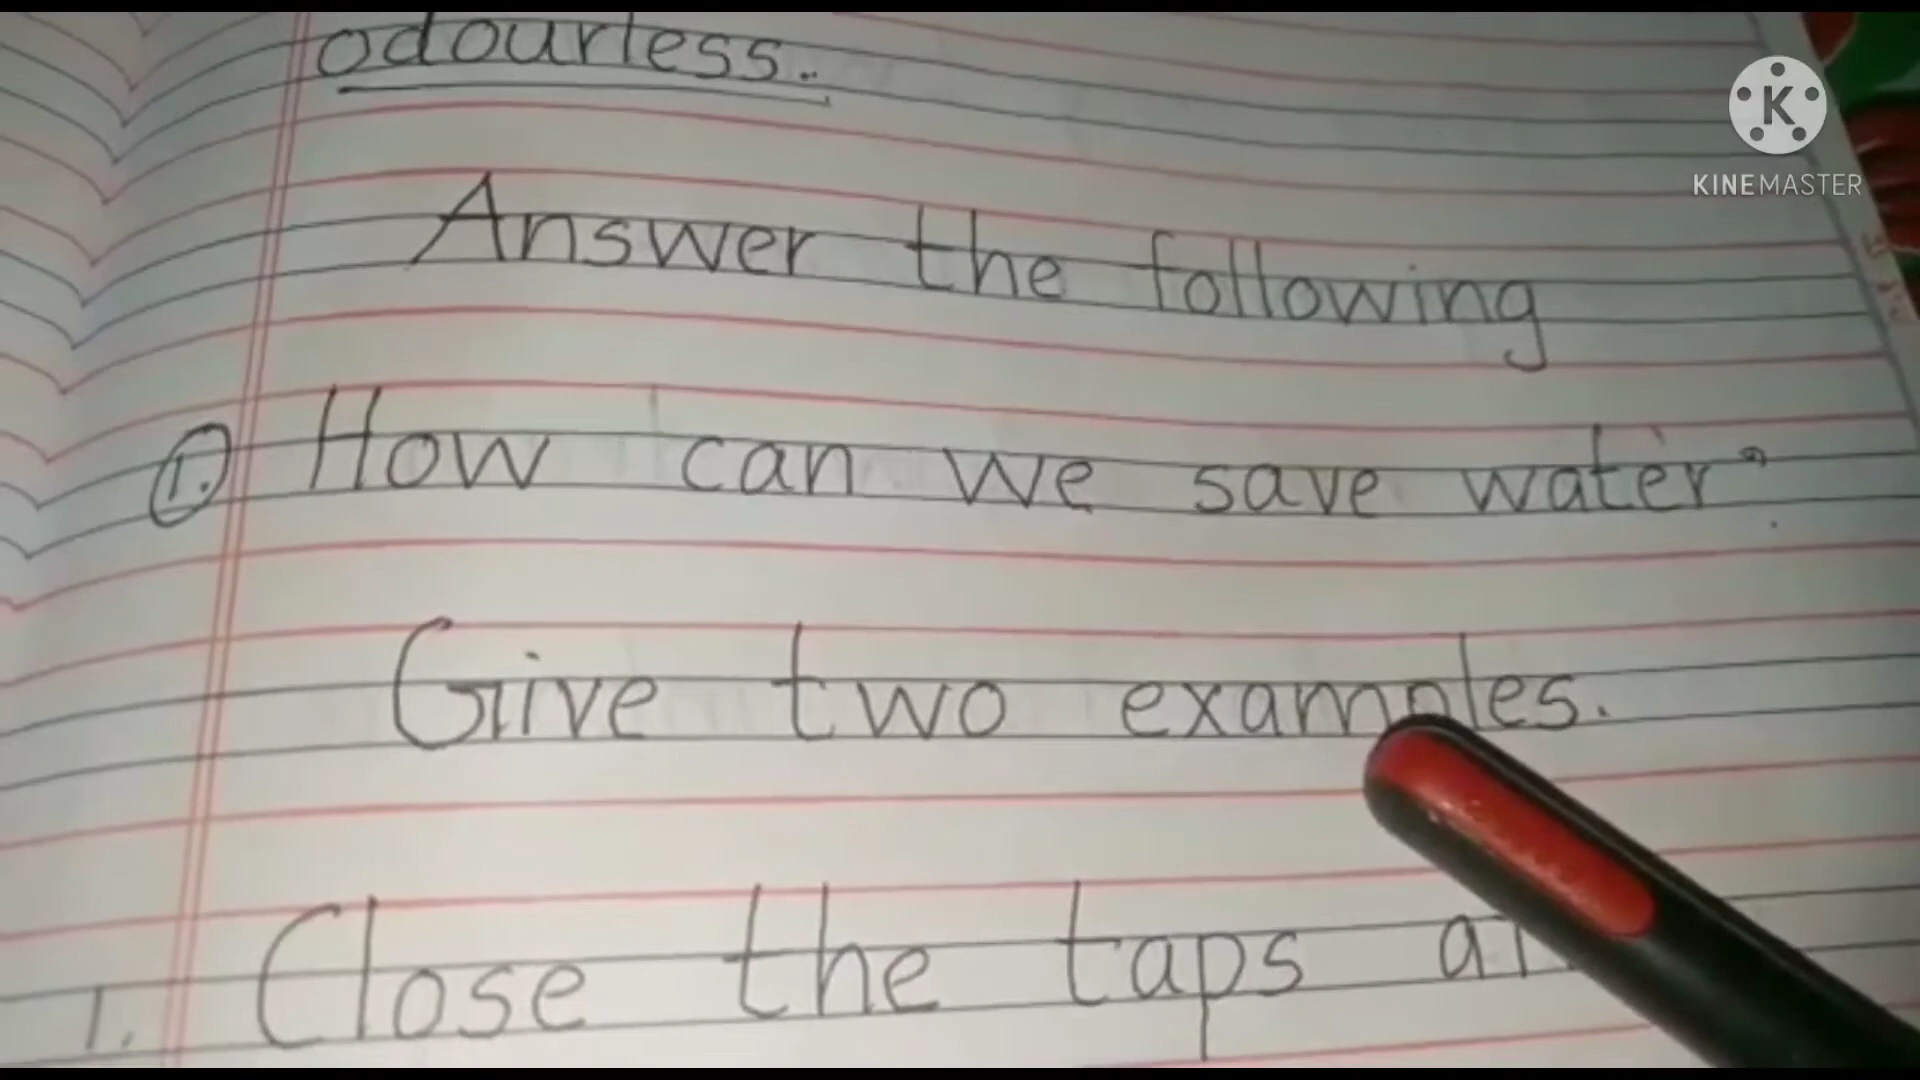 odourless.
Answer the following
1. How can we save water?
Give two examples.
1. Close the taps
K
KINEMASTER